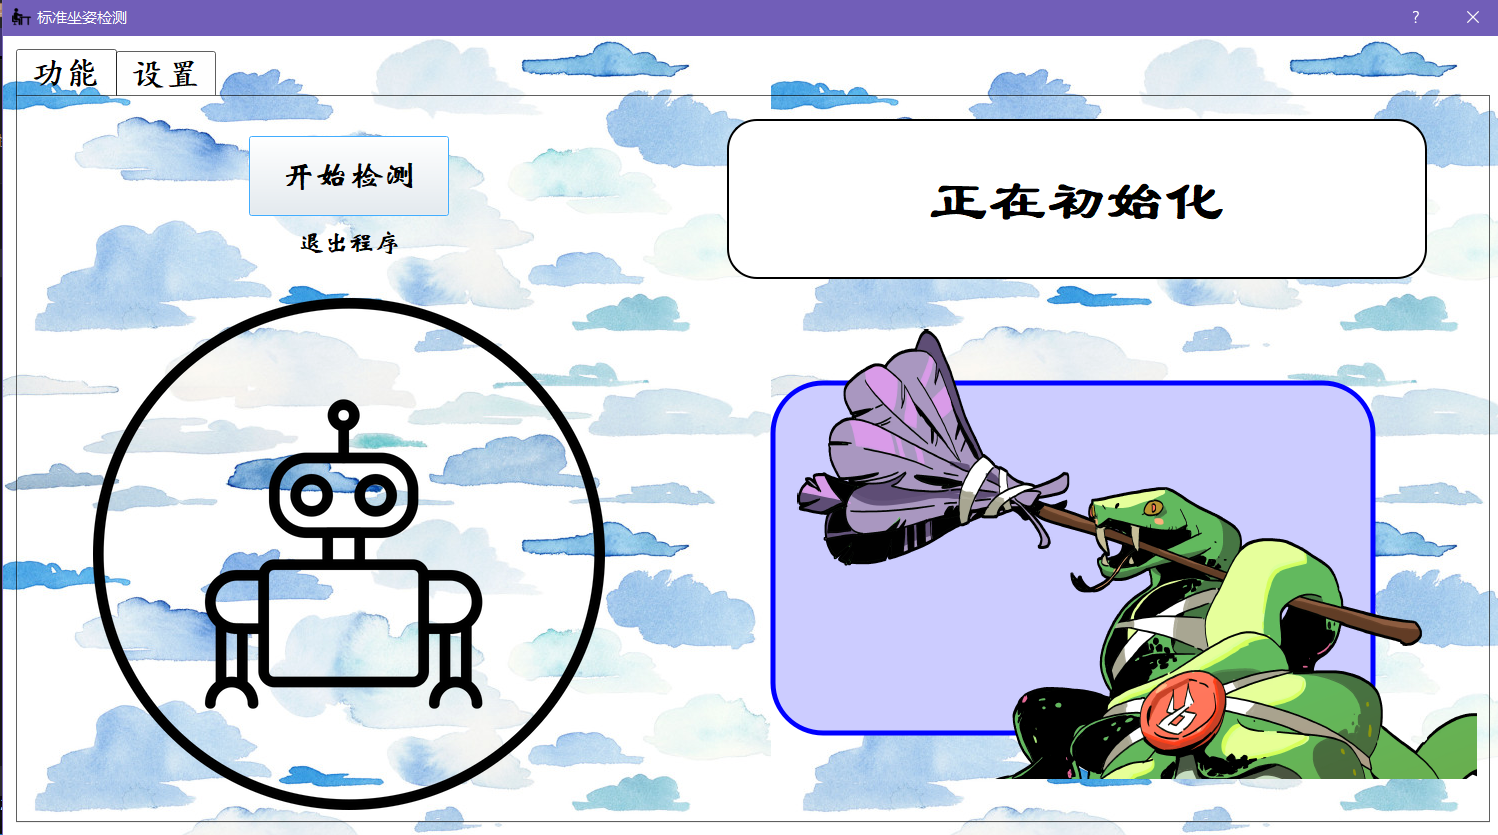 标准坐姿检测
功能
设置
开始检测
退出程序
正在初始化